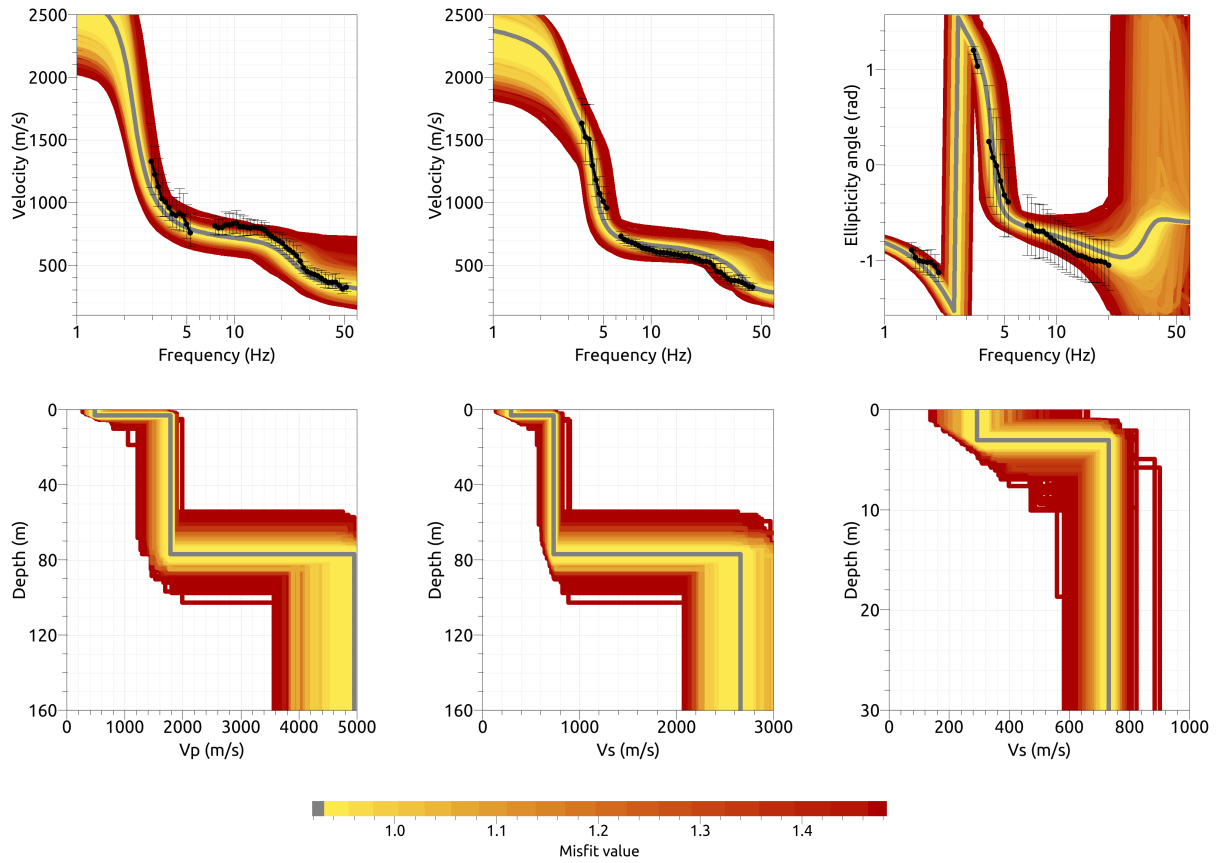 2500
2000
1500
1000
500
Velocity (m/s)
1
5
10
50
Frequency (Hz)
2500
2000
1500
1000
500
Velocity (m/s)
1
5
10
50
Frequency (Hz)
1
0
-1
Ellipticity angle (rad)
1
5
10
50
Frequency (Hz)
0
40
80
120
160
Depth (m)
0 1000 2000 3000 4000 5000
Vp (m/s)
0
40
80
120
160
Depth (m)
0 1000 2000 3000
Vs (m/s)
0
10
20
30
Depth (m)
0 200 400 600 800 1000
Vs (m/s)
1.0 1.1 1.2 1.3 1.4
Misfit value